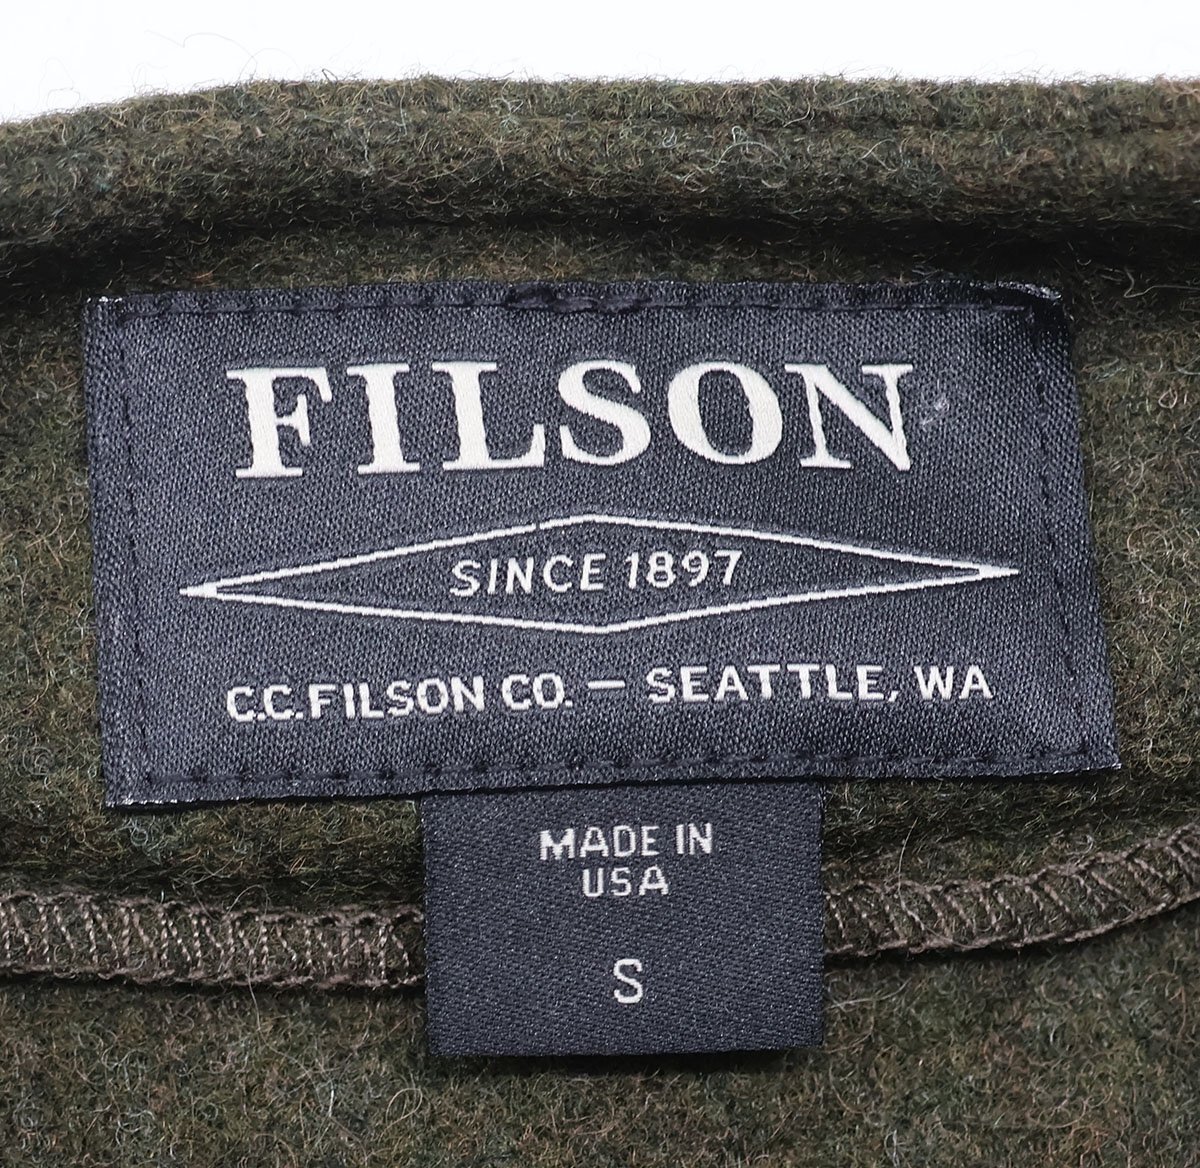 FILSON
SINCE 1897
C.C.FILSON CO. — SEATTLE, WA
MADE IN
USA
S